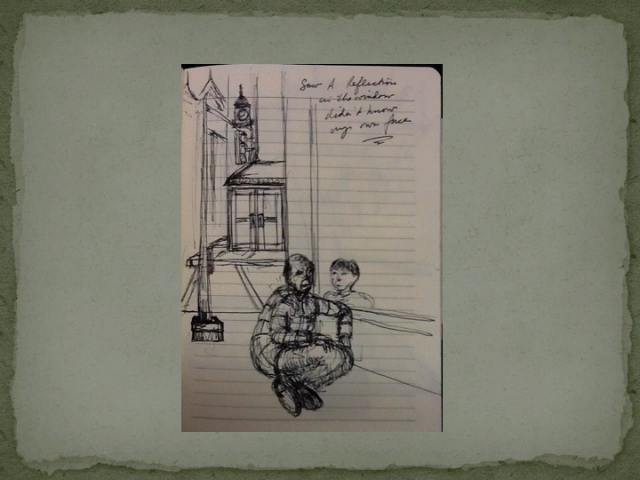 Saw A Reflection
in the window
didn't know
my own face